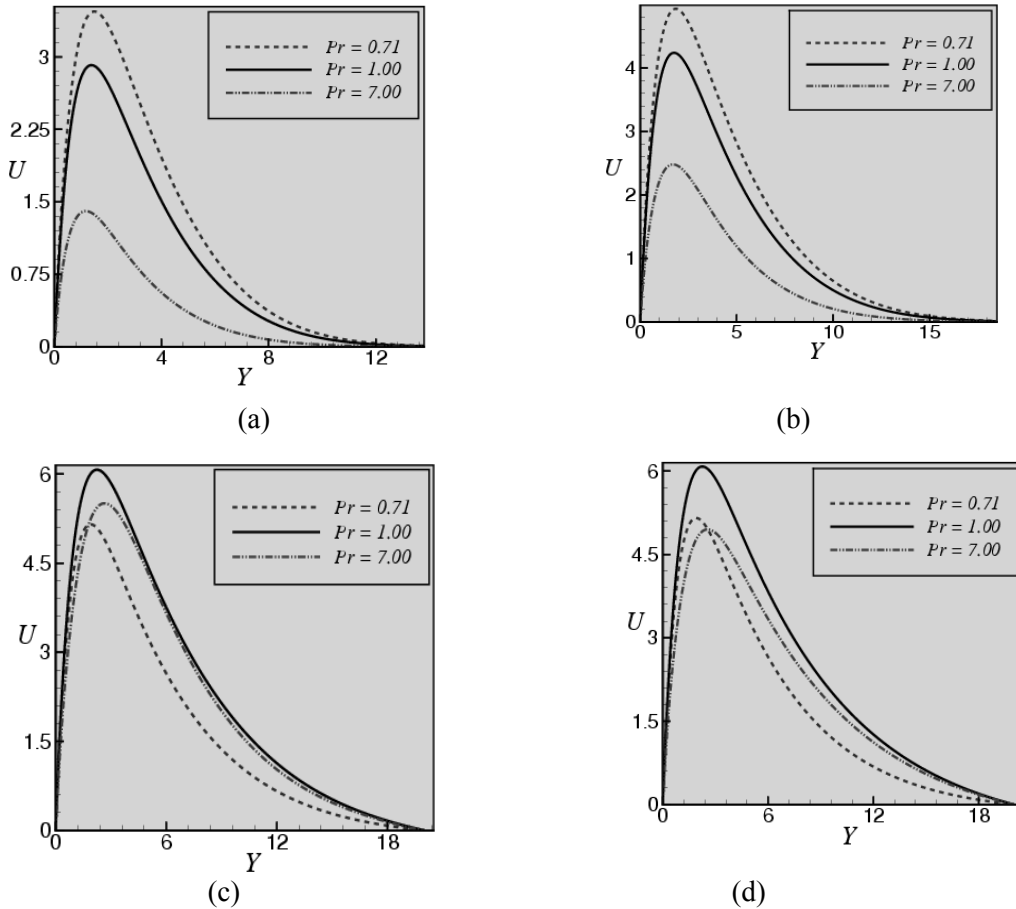 Pr = 0.71
Pr = 1.00
Pr = 7.00
3
2.25
1.5
0.75
0
U
0 4 8 12
Y
(a)
Pr = 0.71
Pr = 1.00
Pr = 7.00
4
3
2
1
0
U
0 5 10 15
Y
(b)
Pr = 0.71
Pr = 1.00
Pr = 7.00
6
4.5
3
1.5
0
U
0 6 12 18
Y
(c)
Pr = 0.71
Pr = 1.00
Pr = 7.00
6
4.5
3
1.5
0
U
0 6 12 18
Y
(d)